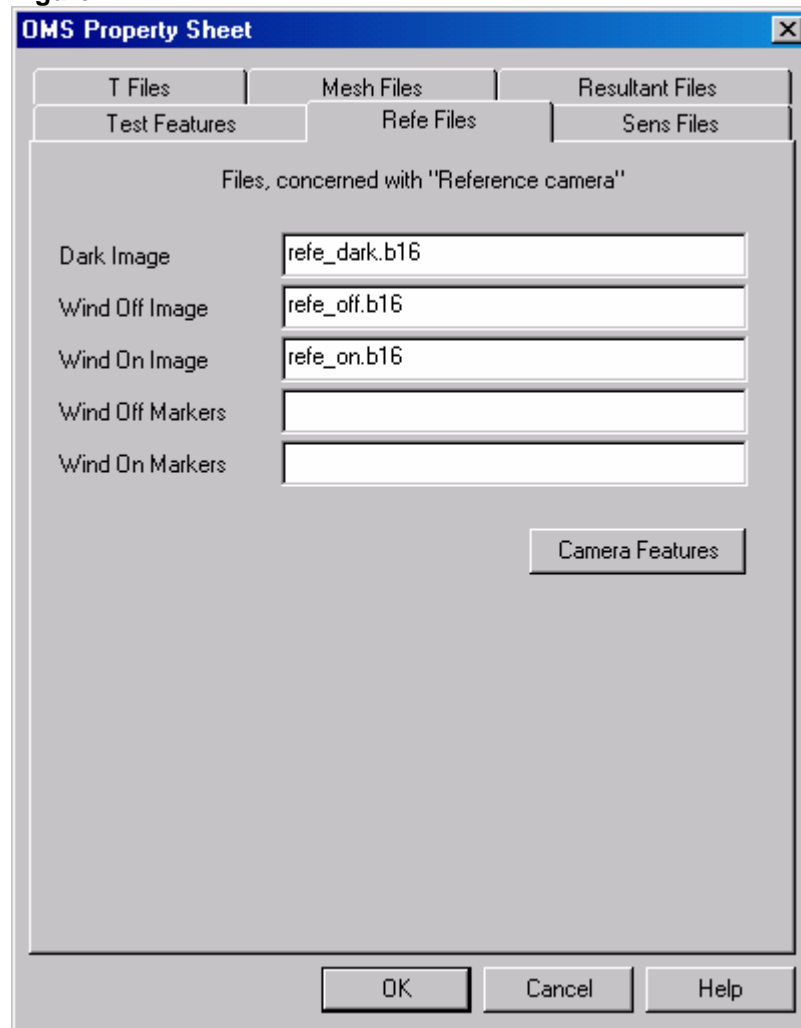 OMS Property Sheet
T Files Mesh Files Resultant Files
Test Features Refe Files Sens Files
Files, concerned with "Reference camera"
Dark Image refe_dark.b16
Wind Off Image refe_off.b16
Wind On Image refe_on.b16
Wind Off Markers
Wind On Markers
Camera Features
OK Cancel Help